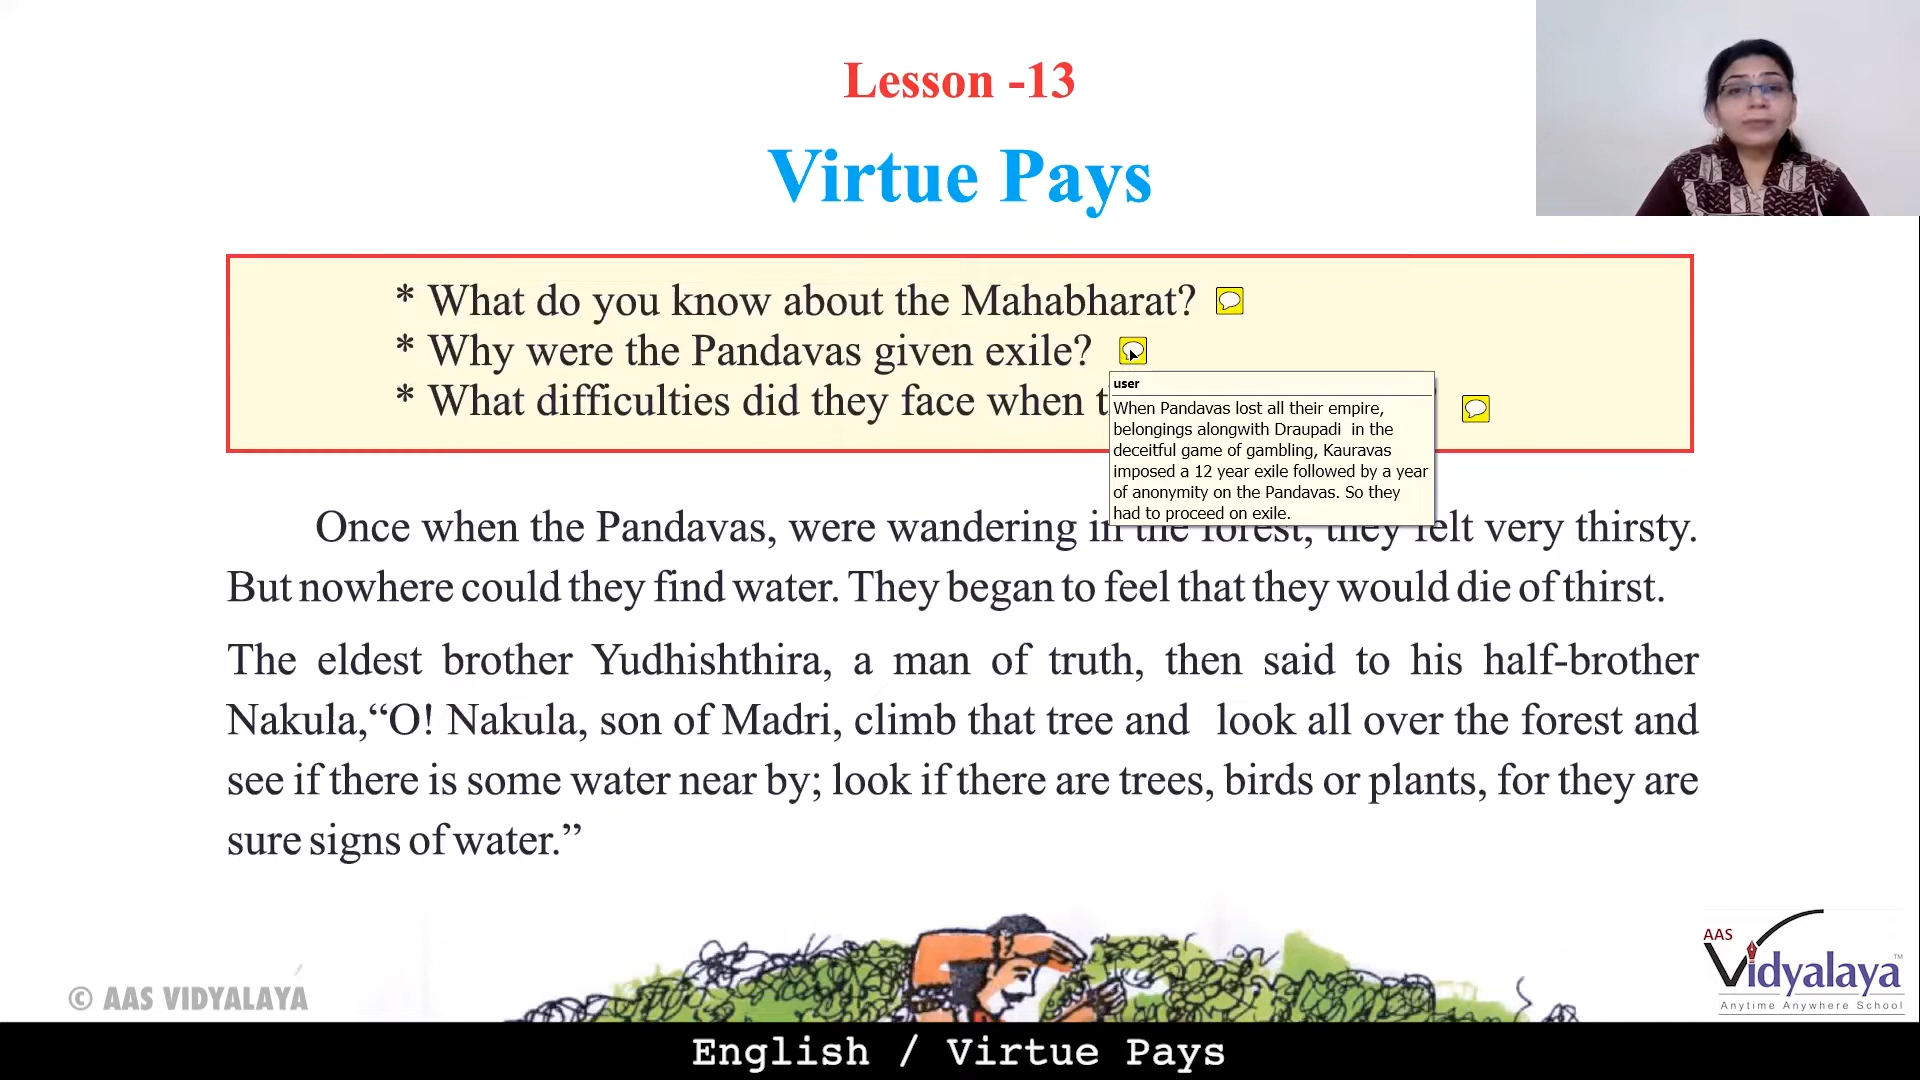 Lesson -13
Virtue Pays
* What do you know about the Mahabharat?
* Why were the Pandavas given exile?
* What difficulties did they face when
user
When Pandavas lost all their empire,
belongings alongwith Draupadi in the
deceitful game of gambling, Kauravas
imposed a 12 year exile followed by a year
of anonymity on the Pandavas. So they
had to proceed on exile.
Once when the Pandavas, were wandering in the forest, they felt very thirsty.
But nowhere could they find water. They began to feel that they would die of thirst.
The eldest brother Yudhishthira, a man of truth, then said to his half-brother
Nakula,“O! Nakula, son of Madri, climb that tree and look all over the forest and
see if there is some water near by; look if there are trees, birds or plants, for they are
sure signs of water.”
© AAS VIDYALAYA
AAS
Vidyalaya™
Anytime Anywhere School
English / Virtue Pays